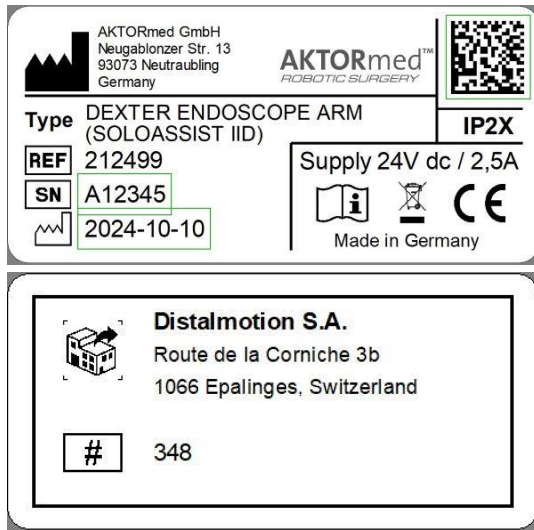 AKTORmed GmbH
Neugablonzer Str. 13
93073 Neutraubling
Germany
AKTORmed™
ROBOTIC SURGERY
Type DEXTER ENDOSCOPE ARM
(SOLOASSIST IID)
IP2X
REF 212499
SN A12345
2024-10-10
Supply 24V dc / 2,5A
i
CE
Made in Germany
Distalmotion S.A.
Route de la Corniche 3b
1066 Epalinges, Switzerland
# 348